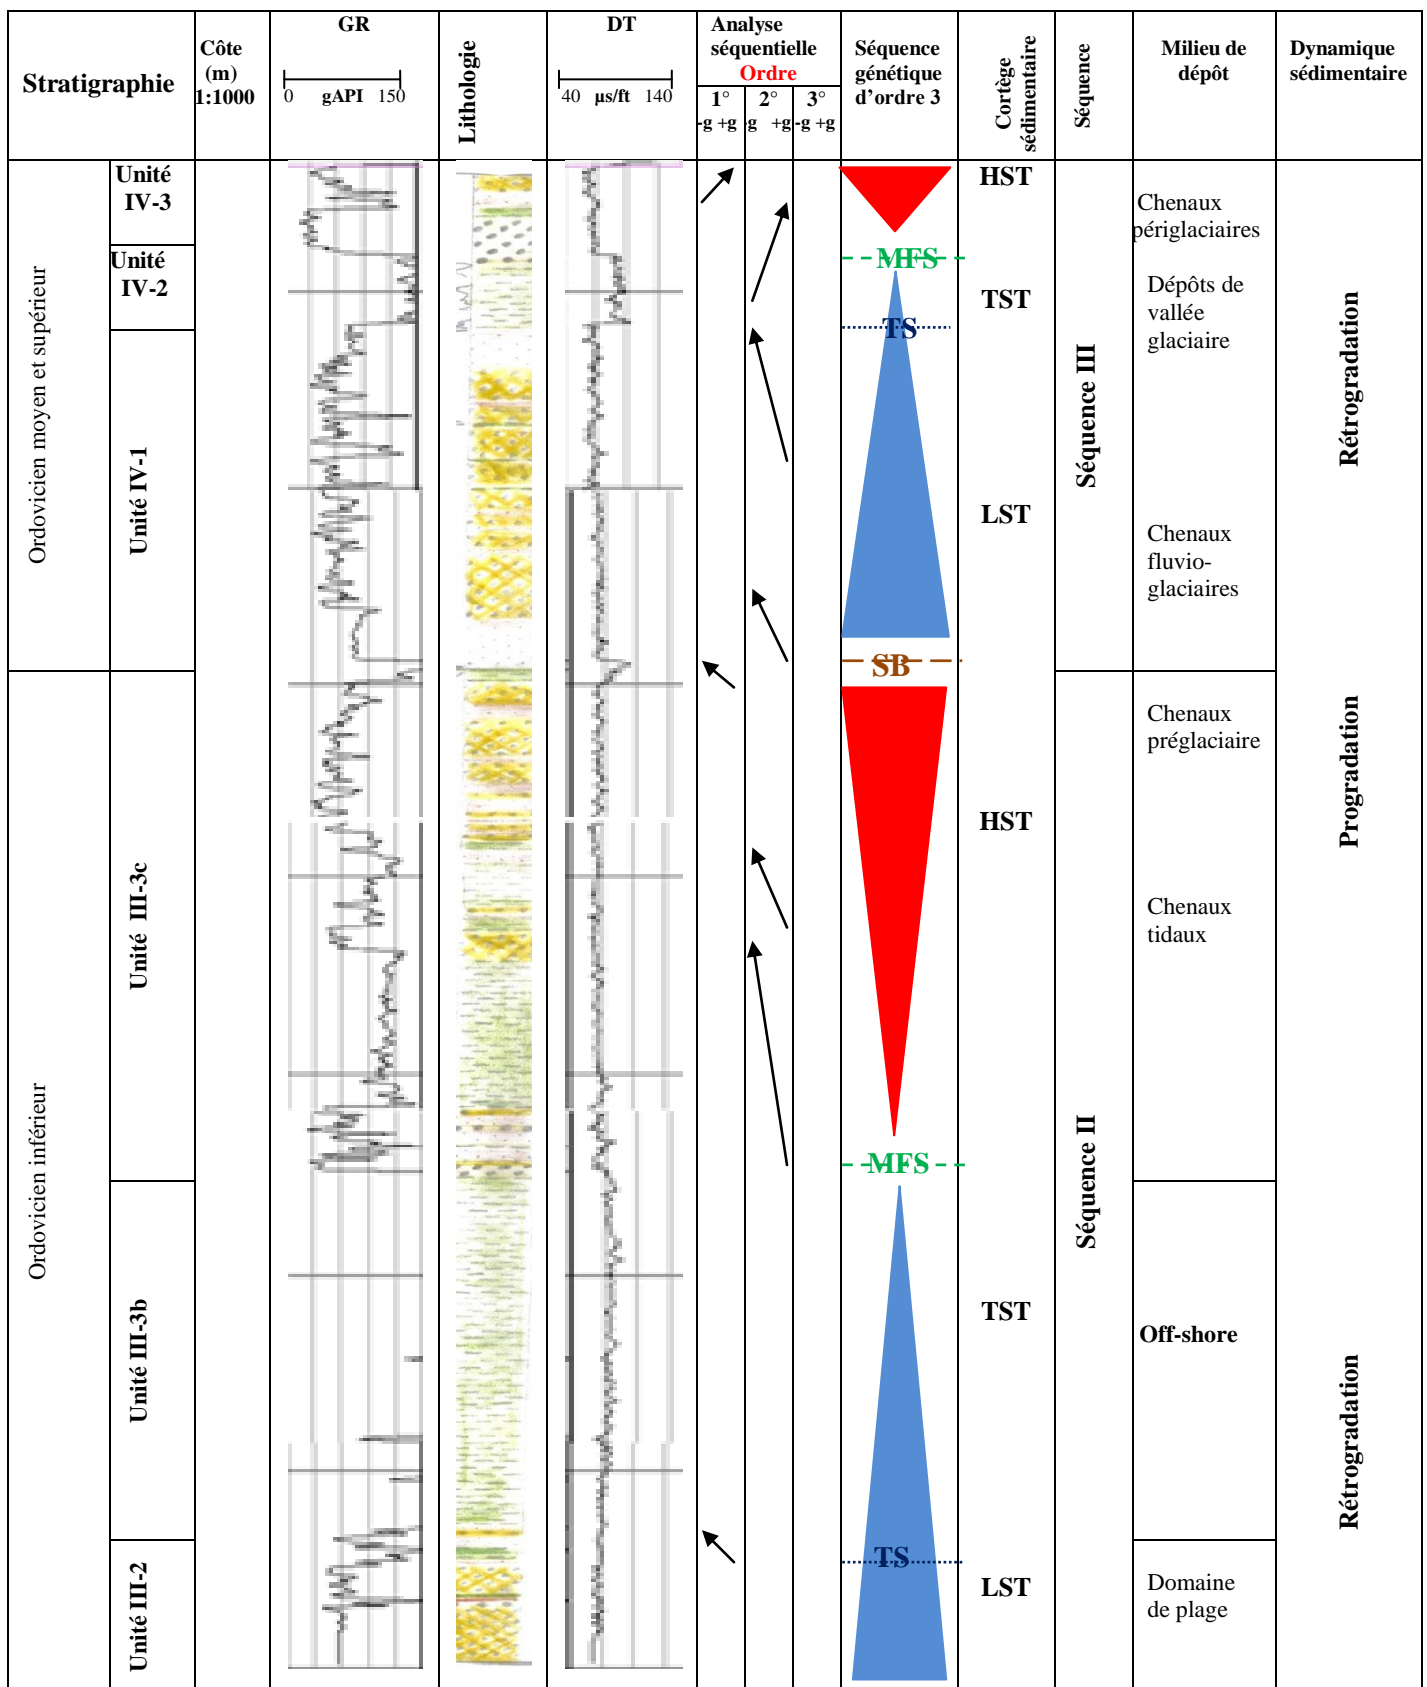 Stratigraphie
Côte
(m)
1:1000
GR
0 gAPI 150
Lithologie
DT
40 µs/ft 140
Analyse
séquentielle
Ordre
1° 2° 3°
-g +g -g +g -g +g
Séquence
génétique
d'ordre 3
Cortège
sédimentaire
Séquence
Milieu de
dépôt
Dynamique
sédimentaire
Ordovicien moyen et supérieur
Unité
IV-3
Unité
IV-2
Unité IV-1
Ordovicien inférieur
Unité III-3c
Unité III-3b
Unité III-2
MFS
TS
SB
MFS
TS
HST
TST
LST
HST
TST
LST
Séquence III
Séquence II
Chenaux
périglaciaires
Dépôts de
vallée
glaciaire
Chenaux
fluvio-
glaciaires
Chenaux
préglaciaire
Chenaux
tidaux
Off-shore
Domaine
de plage
Rétrogradation
Progradation
Rétrogradation